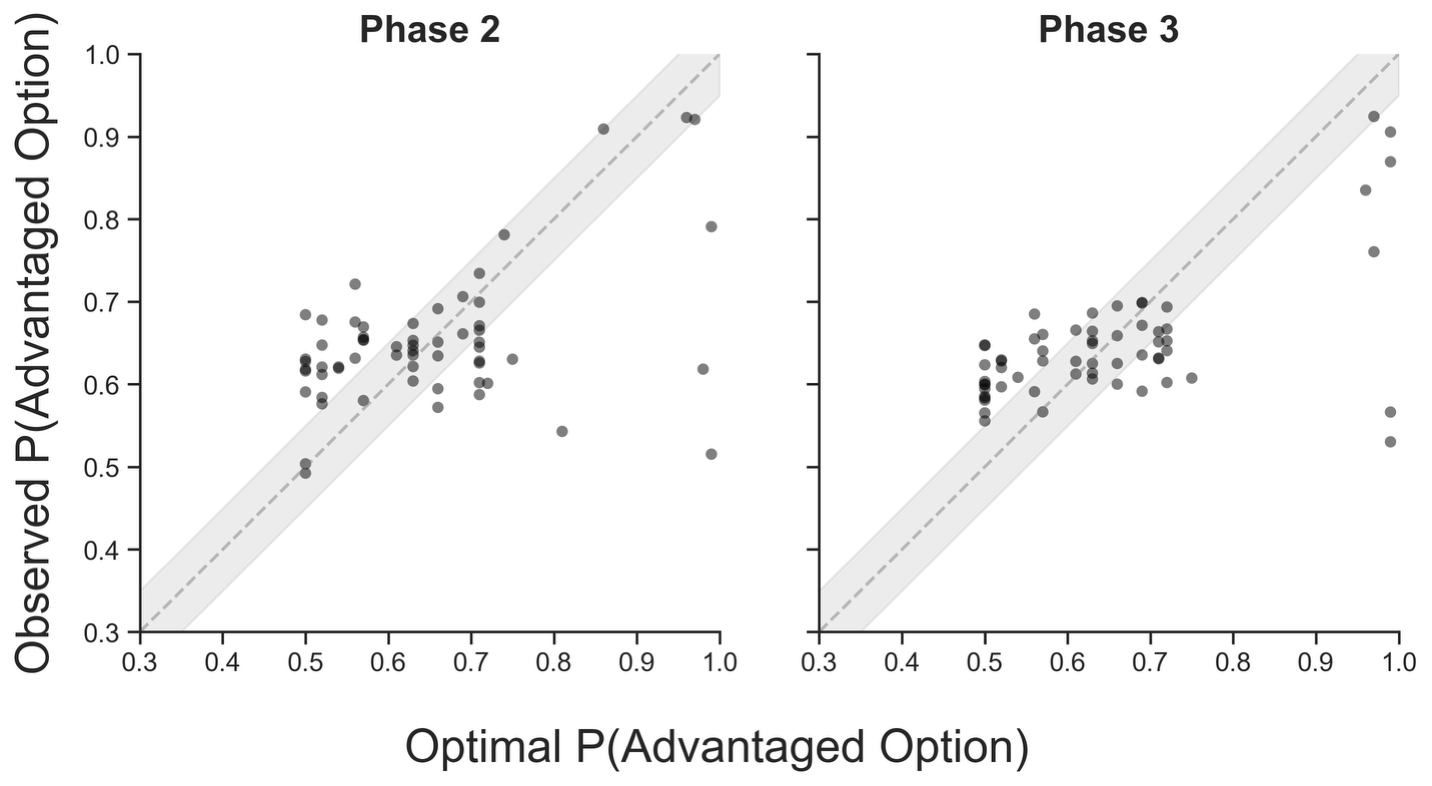 Phase 2
Phase 3
Observed P(Advantaged Option)
1.0
0.9
0.8
0.7
0.6
0.5
0.4
0.3
0.3 0.4 0.5 0.6 0.7 0.8 0.9 1.0
0.3 0.4 0.5 0.6 0.7 0.8 0.9 1.0
Optimal P(Advantaged Option)